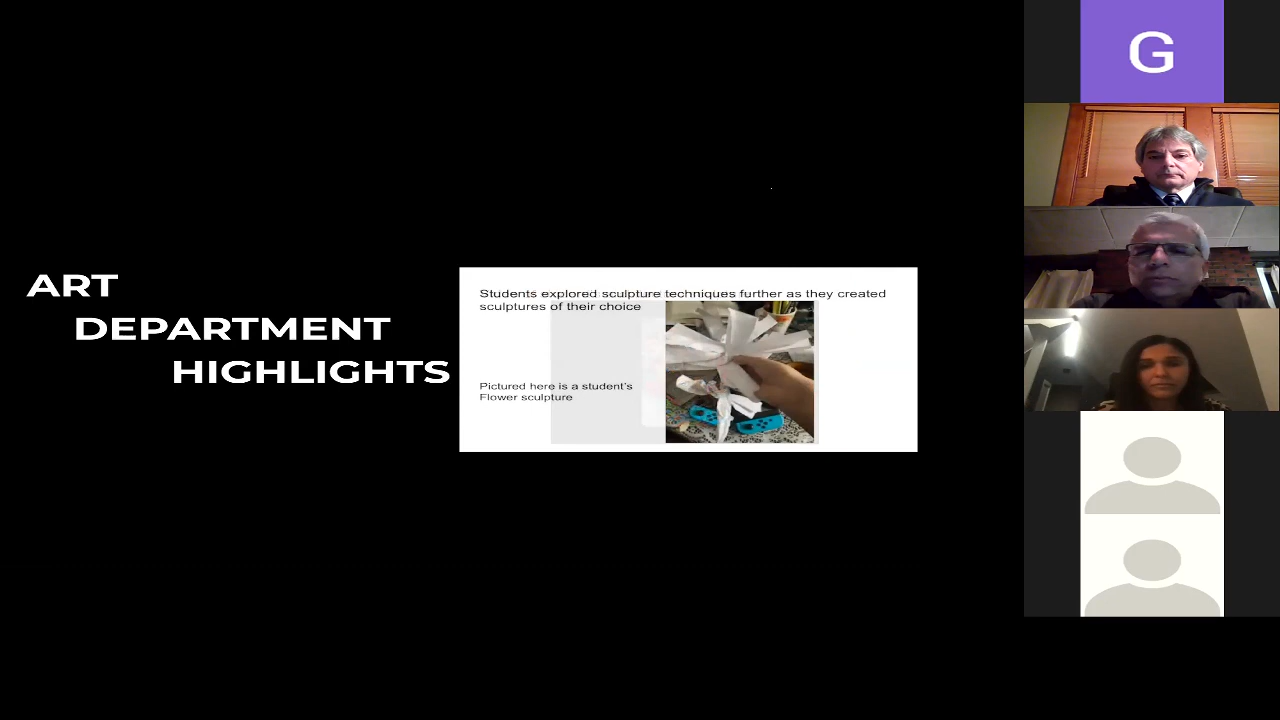 ART
DEPARTMENT
HIGHLIGHTS
Students explored sculpture techniques further as they created
sculptures of their choice
Pictured here is a student's
Flower sculpture
G